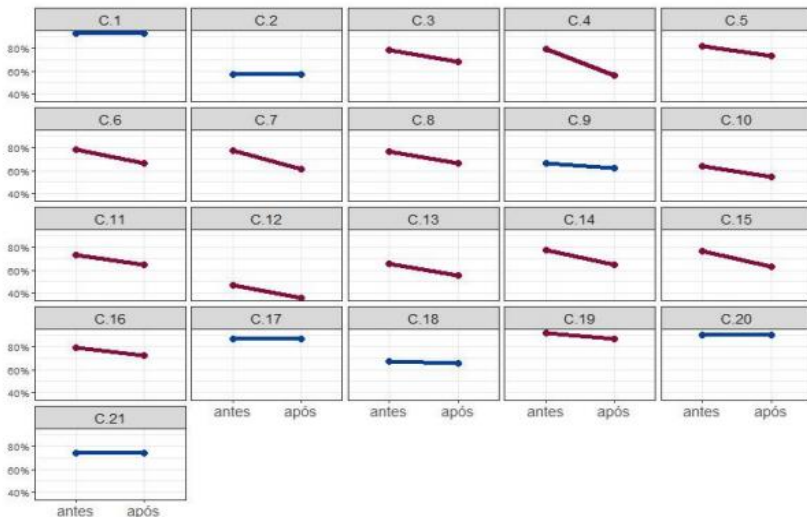 C.1 C.2 C.3 C.4 C.5
80%
60%
40%
C.6 C.7 C.8 C.9 C.10
80%
60%
40%
C.11 C.12 C.13 C.14 C.15
80%
60%
40%
C.16 C.17 C.18 C.19 C.20
80%
60%
40%
C.21 antes após antes após antes após antes após
80%
60%
40%
antes após